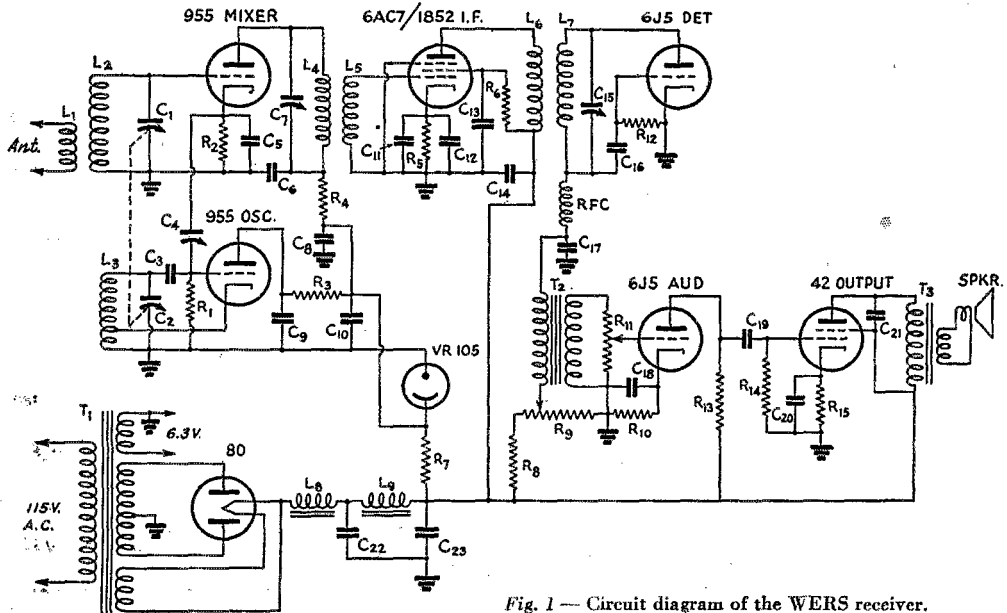 955 MIXER
6AC7/1852 I.F.
L6
L7
6J5 DET
L2
L4
L5
R6
L1
C1
C7
C13
C15
Ant.
R2
C5
C11
R5
C12
R12
C16
C6
C14
R4
RFC
C4
955 OSC.
C8
C17
L3
C3
T2
6J5 AUD
42 OUTPUT
T3
SPKR.
R3
C2
R1
C9
C10
R11
C19
C21
VR 105
C18
R14
C20
R15
R13
T1
R9
R10
6.3V.
80
R7
R8
L8
L9
115V.
A.C.
C22
C23
Fig. 1 — Circuit diagram of the WERS receiver.